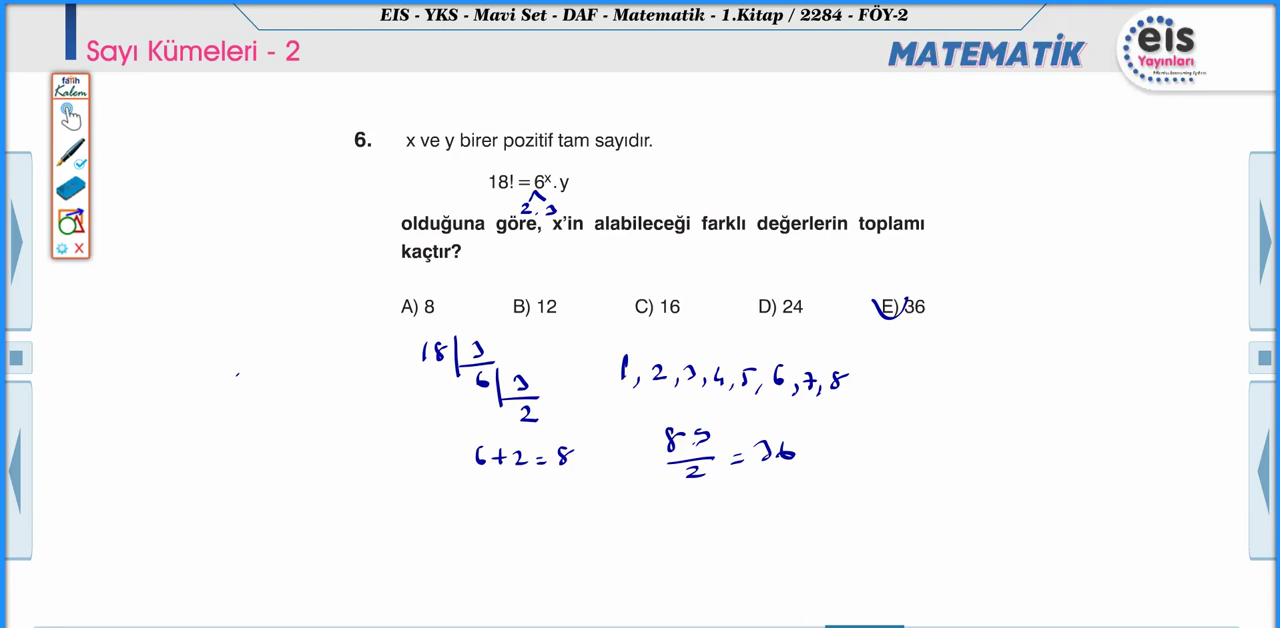 EIS - YKS - Mavi Set - DAF - Matematik - 1.Kitap / 2284 - FÖY-2
Sayı Kümeleri - 2
MATEMATİK
eis
Yayınları
fatih
Kalem
6. x ve y birer pozitif tam sayıdır.
18! = 6ˣ . y
2 . 3
olduğuna göre, x'in alabileceği farklı değerlerin toplamı
kaçtır?
A) 8 B) 12 C) 16 D) 24 E) 36
18 3
6 3
2
6+2=8
1, 2, 3, 4, 5, 6, 7, 8
8.9
2
= 36